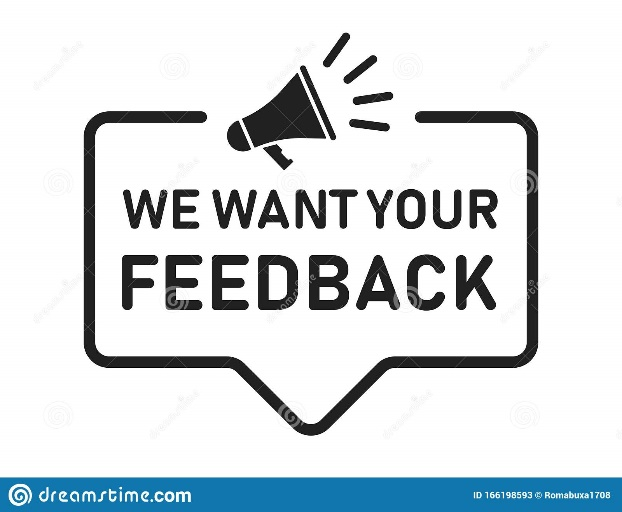 WE WANT YOUR
FEEDBACK
dreamstime.com
ID 166198593 © Romabuxa1708